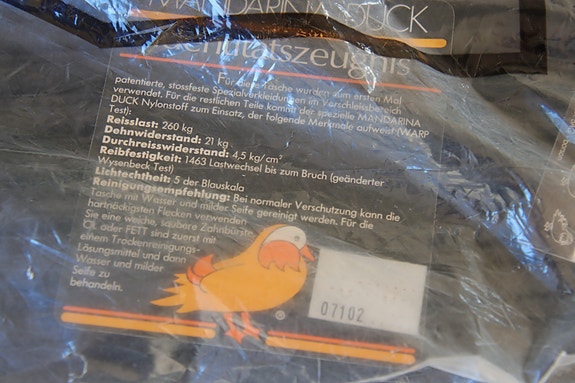 MANDARINA DUCK
Echtheitszeugnis
Für diese Tasche wurden zum ersten Mal
patentierte, stossfeste Spezialverkleidungen im Verschleissbereich
verwendet. Für die restlichen Teile kommt der spezielle MANDARINA
DUCK Nylonstoff zum Einsatz, der folgende Merkmale aufweist (WARP
Test):
Reisslast: 260 kg
Dehnwiderstand: 21 kg
Durchreisswiderstand: 4,5 kg/cm²
Reibfestigkeit: 1463 Lastwechsel bis zum Bruch (geänderter
Wysenbeck Test)
Lichtechtheit: 5 der Blauskala
Reinigungsempfehlung: Bei normaler Verschutzung kann die
Tasche mit Wasser und milder Seife gereinigt werden. Für die
hartnäckigsten Flecken verwenden
Sie eine weiche, saubere Zahnbürste.
ÖL oder FETT sind zuerst mit
einem Trockenreinigungs-
Lösungsmittel und dann
Wasser und milder
Seife zu
behandeln.
®
07102